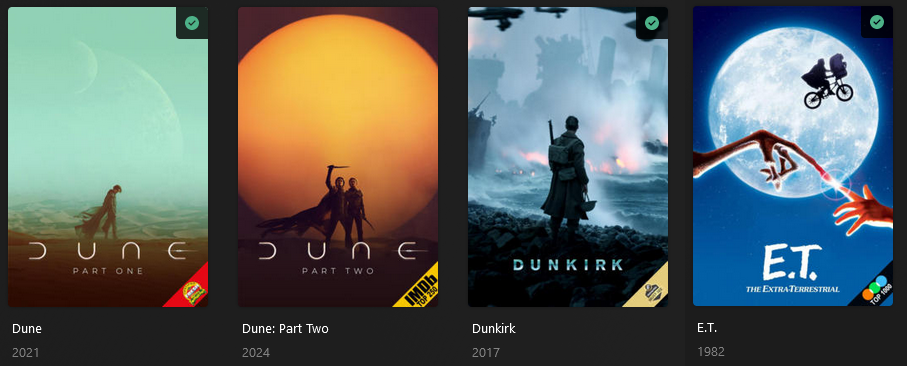 DUNE
PART ONE
Dune
2021
DUNE
PART TWO
IMDb
TOP 250
Dune: Part Two
2024
DUNKIRK
Dunkirk
2017
E.T.
THE EXTRA-TERRESTRIAL
TOP 1000
E.T.
1982